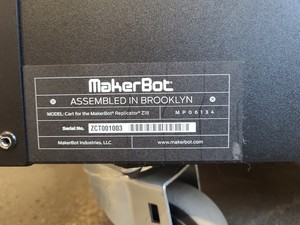 MakerBot
ASSEMBLED IN BROOKLYN
MODEL: Cart for the MakerBot® Replicator® Z18 MP06134
Serial No. ZCT001003
MakerBot Industries, LLC www.makerbot.com